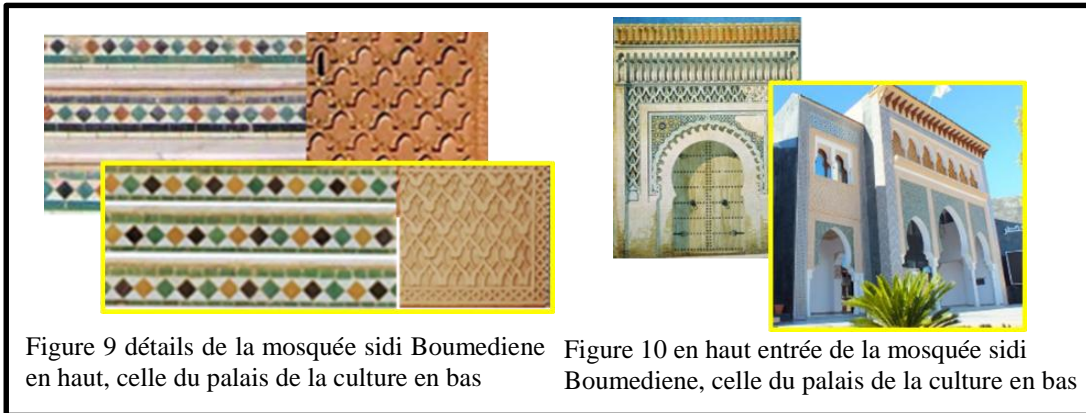 Figure 9 détails de la mosquée sidi Boumediene
en haut, celle du palais de la culture en bas
Figure 10 en haut entrée de la mosquée sidi
Boumediene, celle du palais de la culture en bas